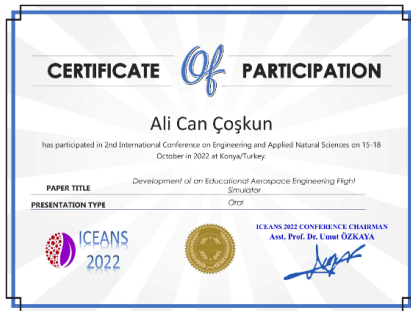 CERTIFICATE Of PARTICIPATION
Ali Can Çoşkun
has participated in 2nd International Conference on Engineering and Applied Natural Sciences on 15-18
October in 2022 at Konya/Turkey.
PAPER TITLE
Development of an Educational Aerospace Engineering Flight
Simulator
PRESENTATION TYPE
Oral
ICEANS
2022
ICEANS 2022 CONFERENCE CHAIRMAN
Asst. Prof. Dr. Umut ÖZKAYA